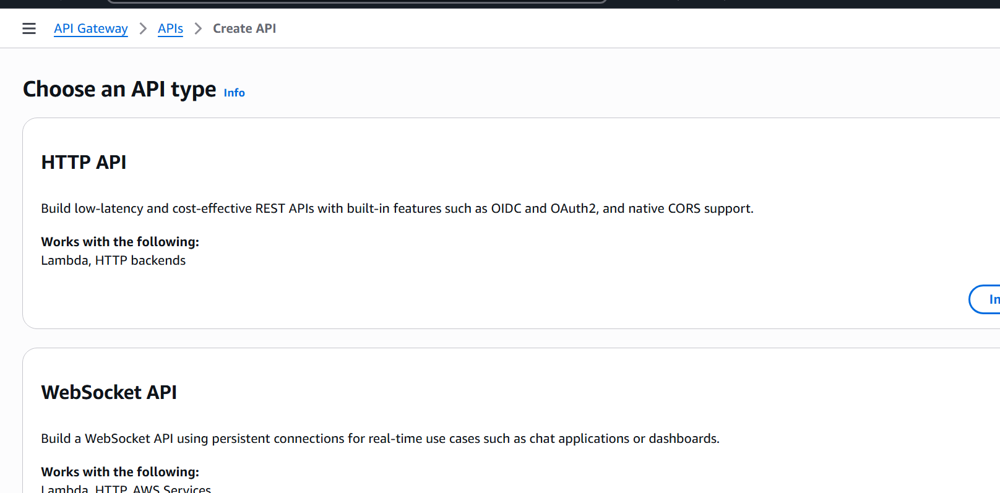 API Gateway > APIs > Create API
Choose an API type Info
HTTP API
Build low-latency and cost-effective REST APIs with built-in features such as OIDC and OAuth2, and native CORS support.
Works with the following:
Lambda, HTTP backends
WebSocket API
Build a WebSocket API using persistent connections for real-time use cases such as chat applications or dashboards.
Works with the following:
Lambda, HTTP, AWS Services